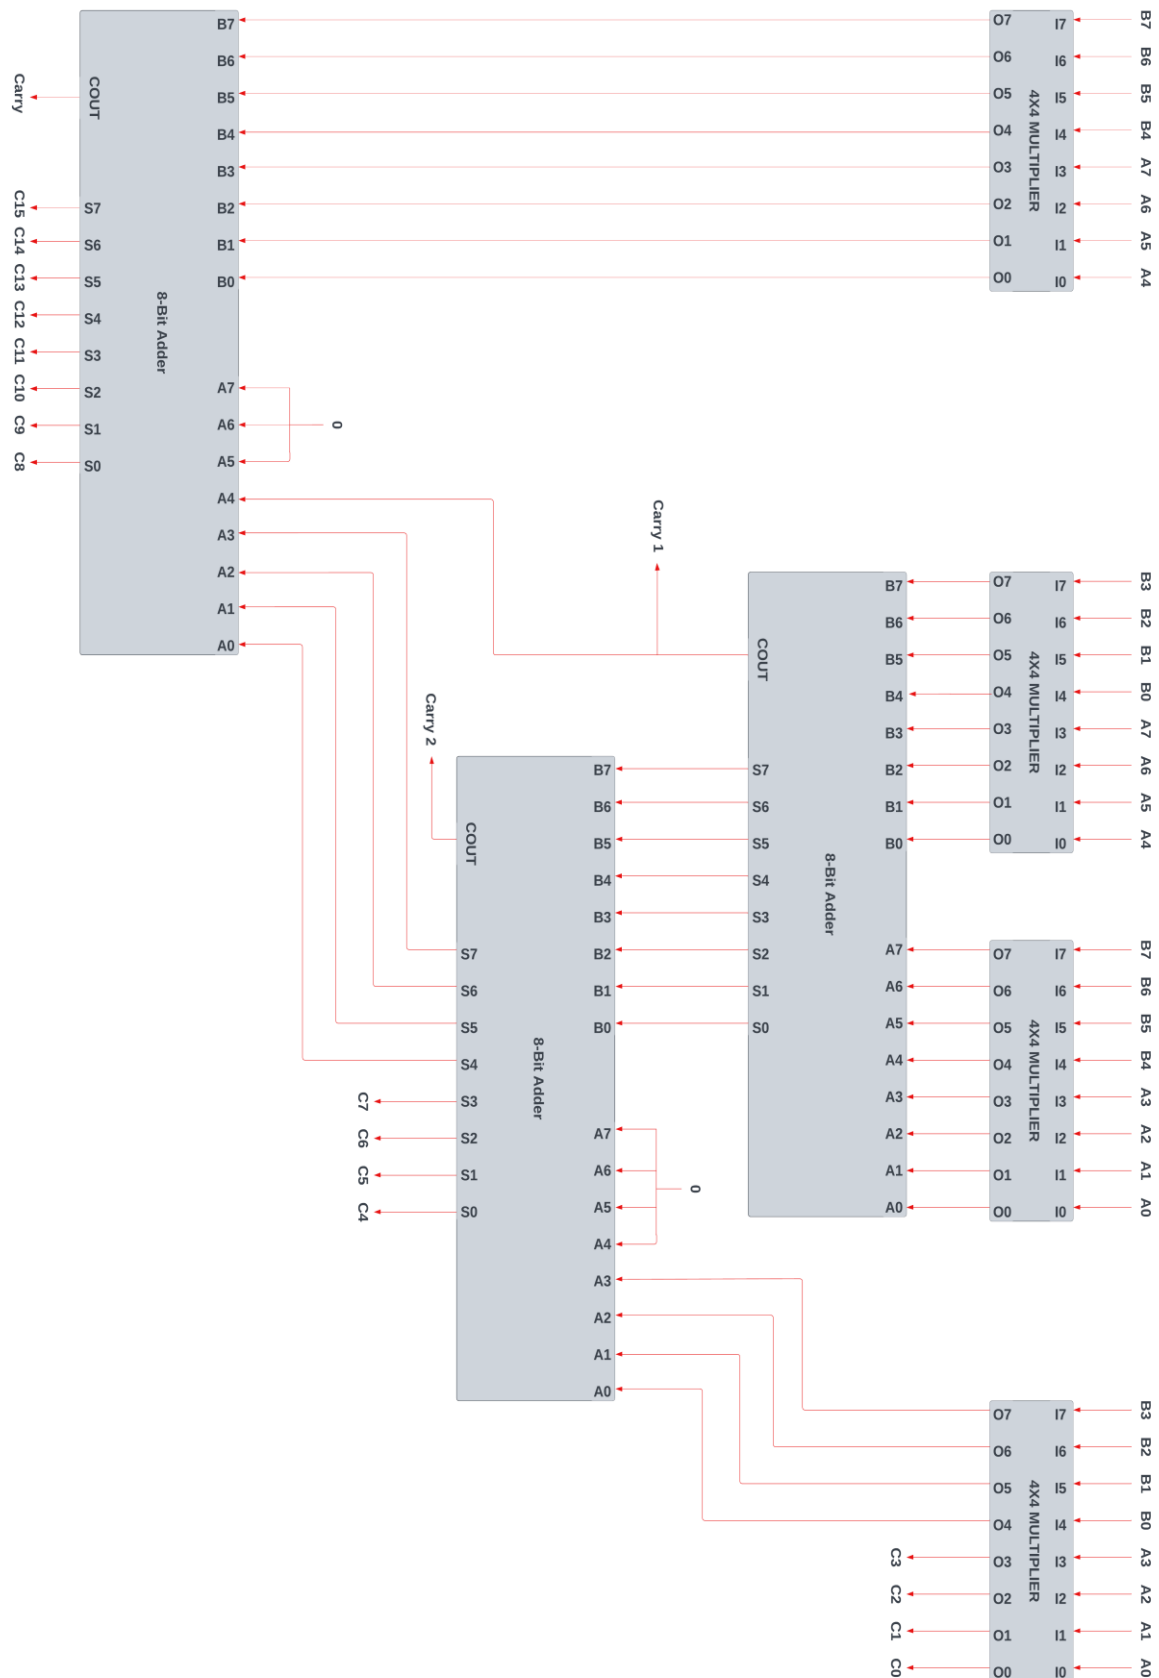 B7 B6 B5 B4 A7 A6 A5 A4
B3 B2 B1 B0 A7 A6 A5 A4
B7 B6 B5 B4 A3 A2 A1 A0
B3 B2 B1 B0 A3 A2 A1 A0
I7 I6 I5 I4 I3 I2 I1 I0
4X4 MULTIPLIER
O7 O6 O5 O4 O3 O2 O1 O0
I7 I6 I5 I4 I3 I2 I1 I0
4X4 MULTIPLIER
O7 O6 O5 O4 O3 O2 O1 O0
I7 I6 I5 I4 I3 I2 I1 I0
4X4 MULTIPLIER
O7 O6 O5 O4 O3 O2 O1 O0
I7 I6 I5 I4 I3 I2 I1 I0
4X4 MULTIPLIER
O7 O6 O5 O4 O3 O2 O1 O0
C3 C2 C1 C0
B7 B6 B5 B4 B3 B2 B1 B0 A7 A6 A5 A4 A3 A2 A1 A0
8-Bit Adder
COUT S7 S6 S5 S4 S3 S2 S1 S0
Carry 1
0
B7 B6 B5 B4 B3 B2 B1 B0 A7 A6 A5 A4 A3 A2 A1 A0
8-Bit Adder
COUT S7 S6 S5 S4 S3 S2 S1 S0
Carry 2
C7 C6 C5 C4
0
B7 B6 B5 B4 B3 B2 B1 B0 A7 A6 A5 A4 A3 A2 A1 A0
8-Bit Adder
COUT S7 S6 S5 S4 S3 S2 S1 S0
Carry C15 C14 C13 C12 C11 C10 C9 C8